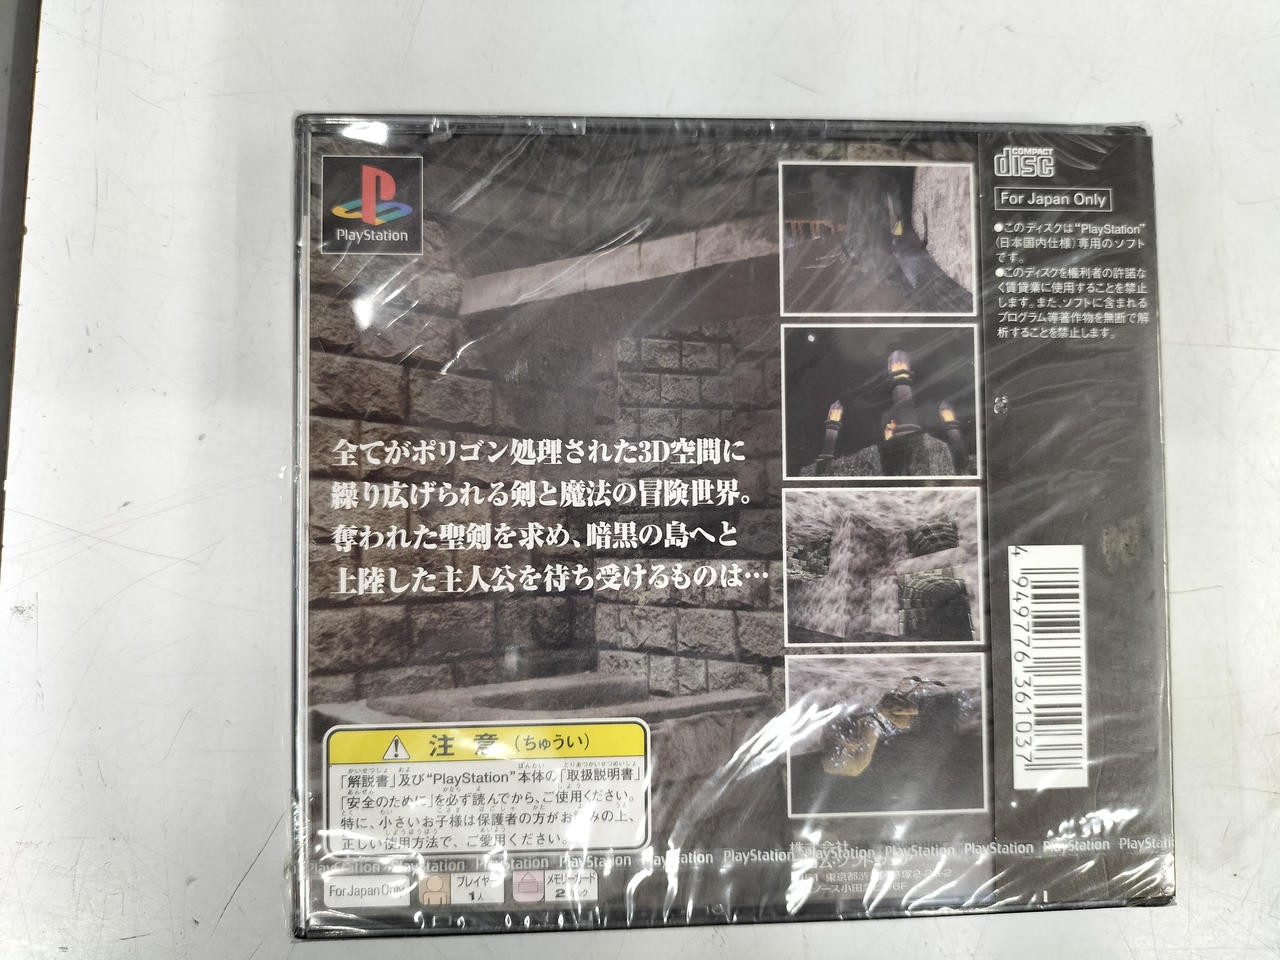 PlayStation
全てがポリゴン処理された3D空間に
繰り広げられる剣と魔法の冒険世界。
奪われた聖剣を求め、暗黒の島へと
上陸した主人公を待ち受けるものは…
COMPACT
disc
For Japan Only
●このディスクは“PlayStation”
(日本国内仕様)専用のソフト
です。
●このディスクを権利者の許諾な
く賃貸業に使用することを禁止
します。また、ソフトに含まれる
プログラム等著作物を無断で解
析することを禁止します。
4 949776 361037
注意(ちゅうい)
「解説書」及び“PlayStation”本体の「取扱説明書」
「安全のために」を必ず読んでから、ご使用ください。
特に、小さいお子様は保護者の方がお読みの上、
正しい使用方法で、ご愛用ください。
PlayStation PlayStation PlayStation PlayStation PlayStation PlayStation PlayStation
For Japan Only
プレイヤー
1人
メモリーカード
株式会社
東京都渋谷区